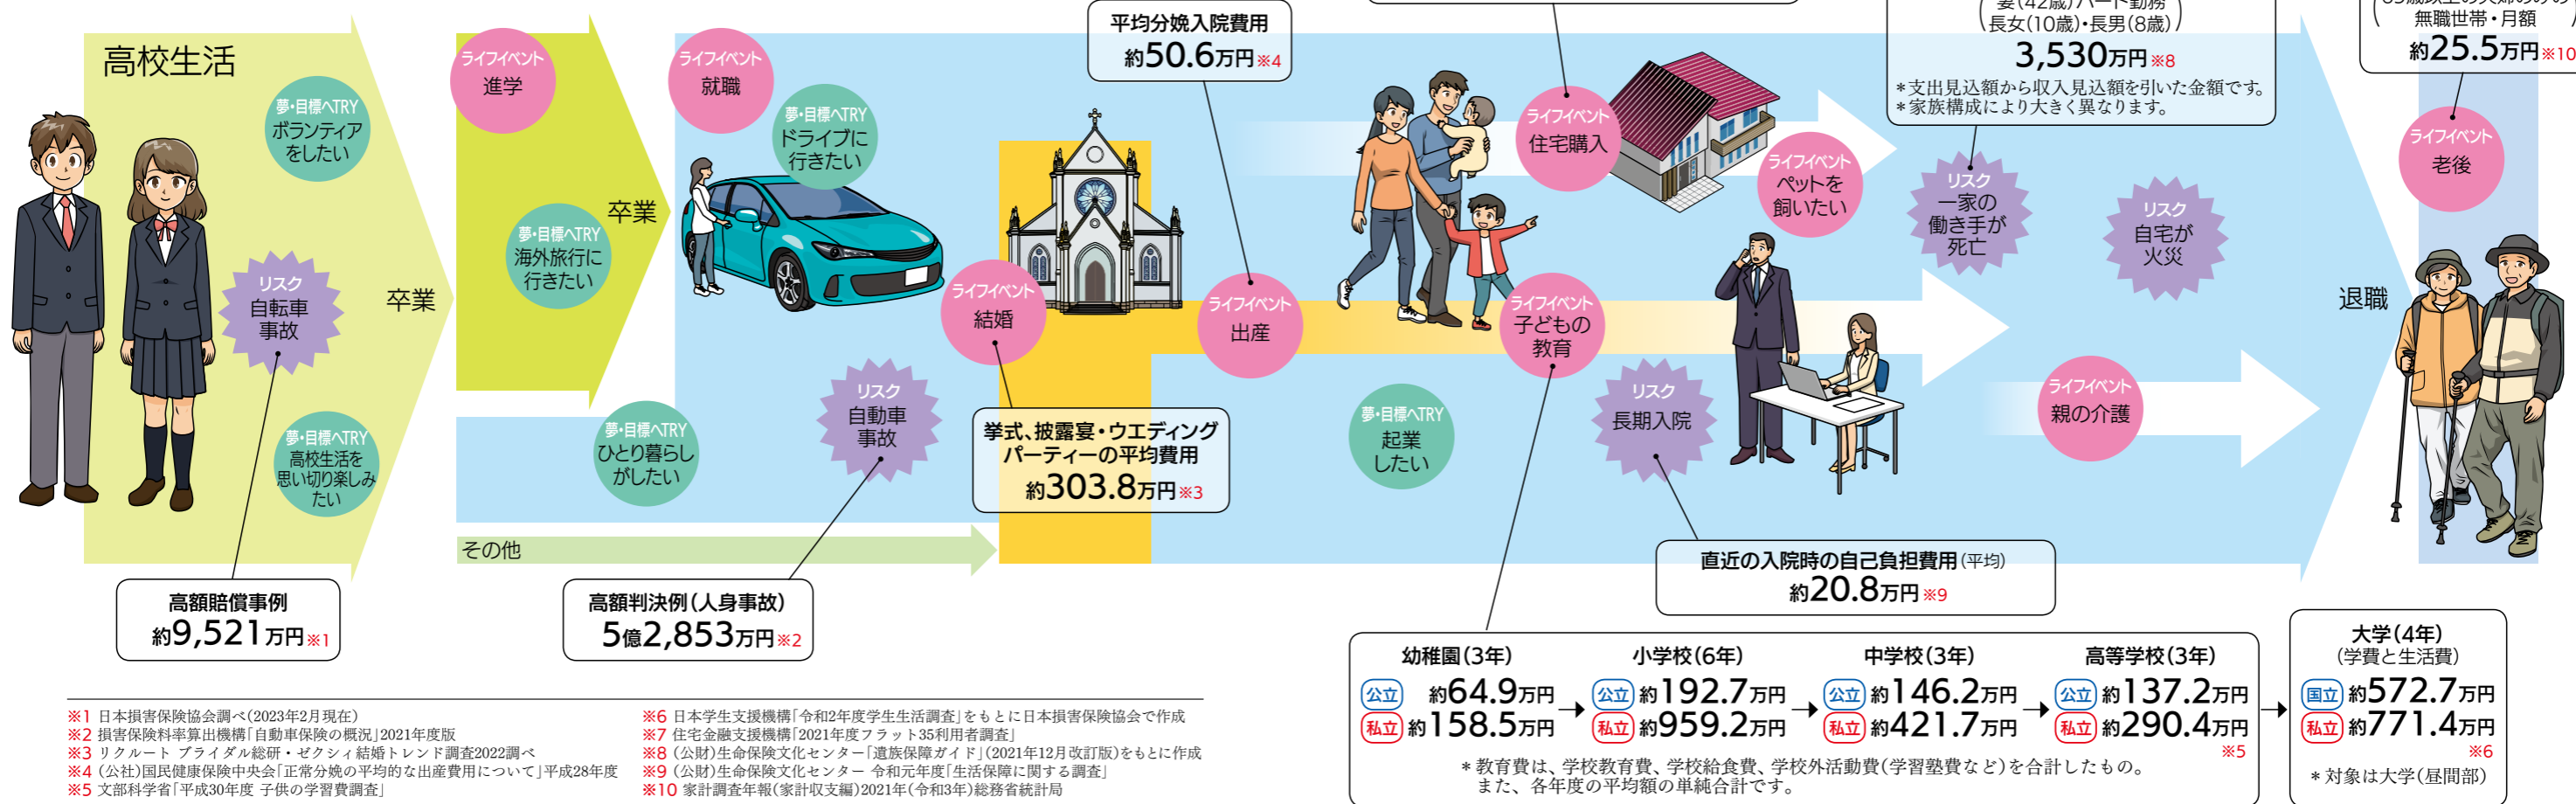 高校生活
夢・目標へTRY
ボランティア
をしたい
リスク
自転車
事故
夢・目標へTRY
高校生活を
思い切り楽しみ
たい
卒業
高額賠償事例
約9,521万円※1
ライフイベント
進学
夢・目標へTRY
海外旅行に
行きたい
卒業
ライフイベント
就職
夢・目標へTRY
ドライブに
行きたい
夢・目標へTRY
ひとり暮らし
がしたい
リスク
自動車
事故
その他
高額判決例(人身事故)
5億2,853万円※2
ライフイベント
結婚
挙式、披露宴・ウエディング
パーティーの平均費用
約303.8万円※3
平均分娩入院費用
約50.6万円※4
ライフイベント
出産
ライフイベント
住宅購入
ライフイベント
ペットを
飼いたい
ライフイベント
子どもの
教育
夢・目標へTRY
起業
したい
リスク
長期入院
直近の入院時の自己負担費用(平均)
約20.8万円※9
妻(42歳)パート勤務
長女(10歳)・長男(8歳)
3,530万円※8
*支出見込額から収入見込額を引いた金額です。
*家族構成により大きく異なります。
リスク
一家の
働き手が
死亡
リスク
自宅が
火災
ライフイベント
親の介護
退職
無職世帯・月額
約25.5万円※10
ライフイベント
老後
幼稚園(3年)
公立 約64.9万円
私立 約158.5万円
小学校(6年)
公立 約192.7万円
私立 約959.2万円
中学校(3年)
公立 約146.2万円
私立 約421.7万円
高等学校(3年)
公立 約137.2万円
私立 約290.4万円
※5
*教育費は、学校教育費、学校給食費、学校外活動費(学習塾費など)を合計したもの。
また、各年度の平均額の単純合計です。
大学(4年)
(学費と生活費)
国立 約572.7万円
私立 約771.4万円
※6
*対象は大学(昼間部)
※1 日本損害保険協会調べ(2023年2月現在)
※2 損害保険料率算出機構「自動車保険の概況」2021年度版
※3 リクルート ブライダル総研・ゼクシィ結婚トレンド調査2022調べ
※4 (公社)国民健康保険中央会「正常分娩の平均的な出産費用について」平成28年度
※5 文部科学省「平成30年度 子供の学習費調査」
※6 日本学生支援機構「令和2年度学生生活調査」をもとに日本損害保険協会で作成
※7 住宅金融支援機構「2021年度フラット35利用者調査」
※8 (公財)生命保険文化センター「遺族保障ガイド」(2021年12月改訂版)をもとに作成
※9 (公財)生命保険文化センター 令和元年度「生活保障に関する調査」
※10 家計調査年報(家計収支編)2021年(令和3年)総務省統計局